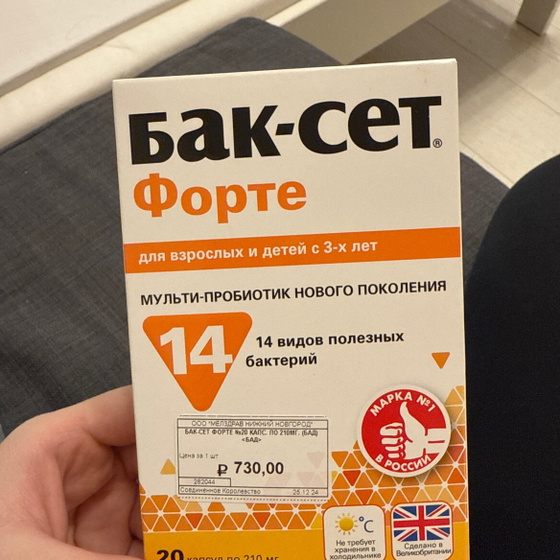 Бак-сет®
Форте
для взрослых и детей с 3-х лет
МУЛЬТИ-ПРОБИОТИК НОВОГО ПОКОЛЕНИЯ
14
14 видов полезных
бактерий
МАРКА №1
В РОССИИ
ООО "МЕЛЗДРАВ НИЖНИЙ НОВГОРОД"
БАК-СЕТ ФОРТЕ №20 КАПС. ПО 210МГ. (БАД)
<БАД>
Цена за 1 шт
₽ 730,00
282044
Соединенное Королевство 25.12.24
°C
Не требует
хранения в
холодильнике
Сделано в
Великобритании
20 капсул по 210 мг